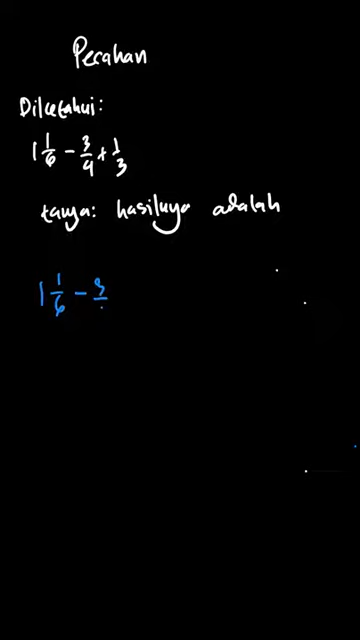 Pecahan
Diketahui:
1 1/6 - 3/4 + 1/3
tanya: hasilnya adalah
1 1/6 - 3